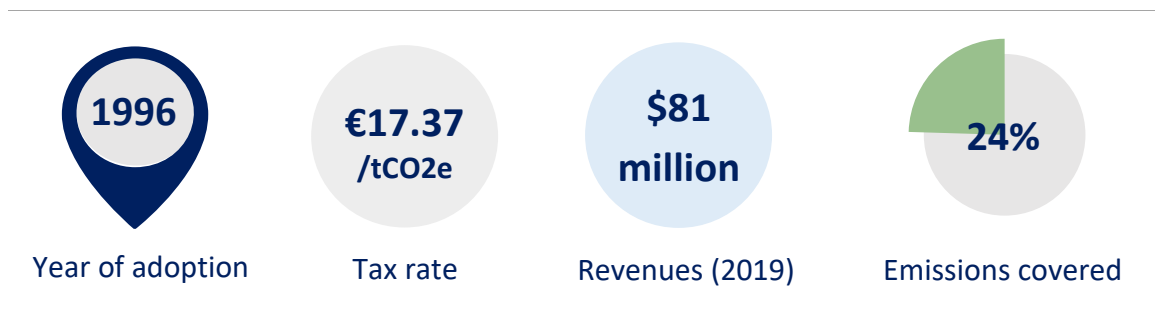 1996
€17.37
/tCO2e
$81
million
24%
Year of adoption
Tax rate
Revenues (2019)
Emissions covered